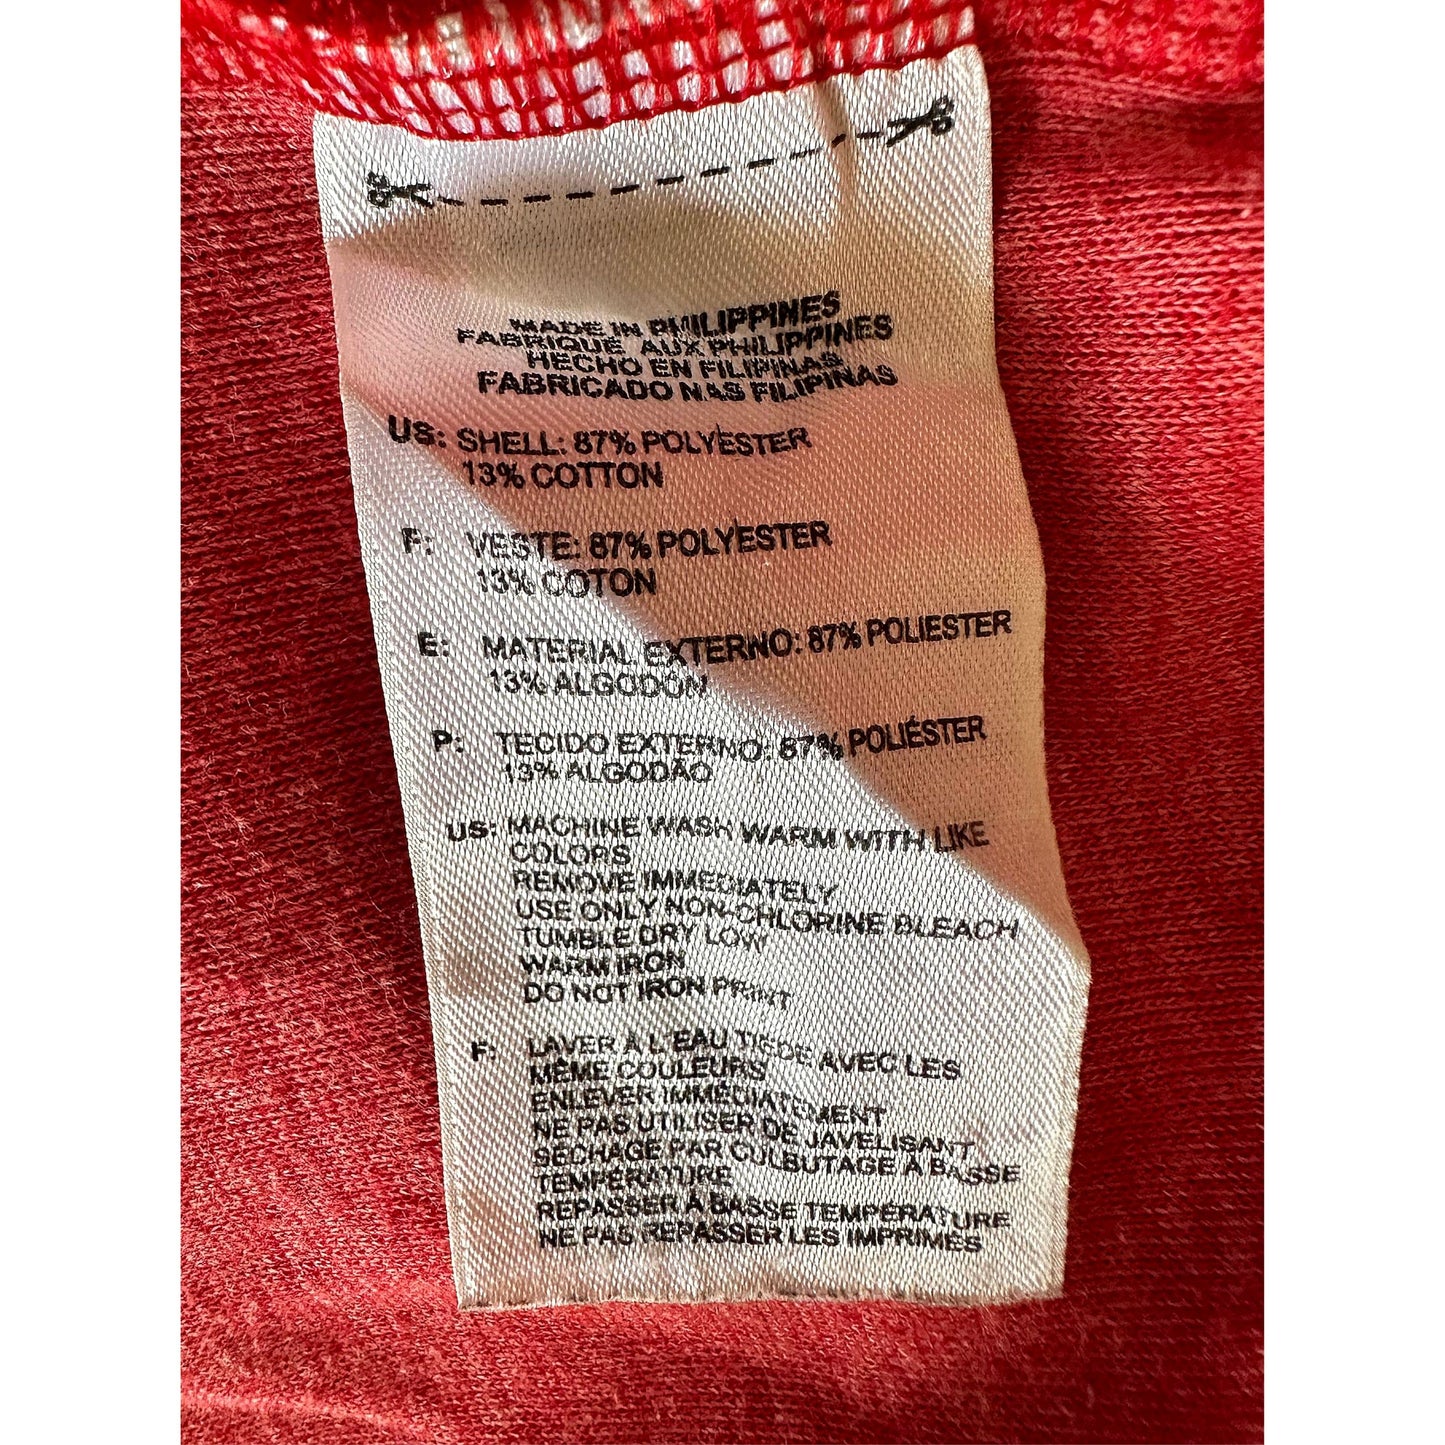 MADE IN PHILIPPINES
FABRIQUE AUX PHILIPPINES
HECHO EN FILIPINAS
FABRICADO NAS FILIPINAS
US: SHELL: 87% POLYESTER
13% COTTON
F: VESTE: 87% POLYESTER
13% COTON
E: MATERIAL EXTERNO: 87% POLIESTER
13% ALGODÓN
P: TECIDO EXTERNO: 87% POLIÉSTER
13% ALGODÃO
US: MACHINE WASH WARM WITH LIKE
COLORS
REMOVE IMMEDIATELY
USE ONLY NON-CHLORINE BLEACH
TUMBLE DRY LOW
WARM IRON
DO NOT IRON PRINT
F: LAVER À L'EAU TIEDE AVEC LES
MÊME COULEURS
ENLEVER IMMÉDIATEMENT
NE PAS UTILISER DE JAVELISANT
SÉCHAGE PAR CULBUTAGE À BASSE
TEMPÉRATURE
REPASSER À BASSE TEMPÉRATURE
NE PAS REPASSER LES IMPRIMÉS